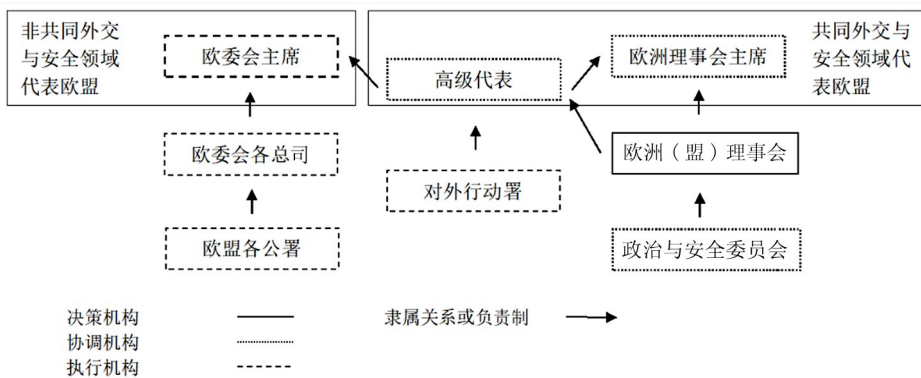 非共同外交
与安全领域
代表欧盟
欧委会主席
高级代表
欧洲理事会主席
共同外交与
安全领域代
表欧盟
欧委会各总司
对外行动署
欧洲（盟）理事会
欧盟各公署
政治与安全委员会
决策机构
隶属关系或负责制
协调机构
执行机构